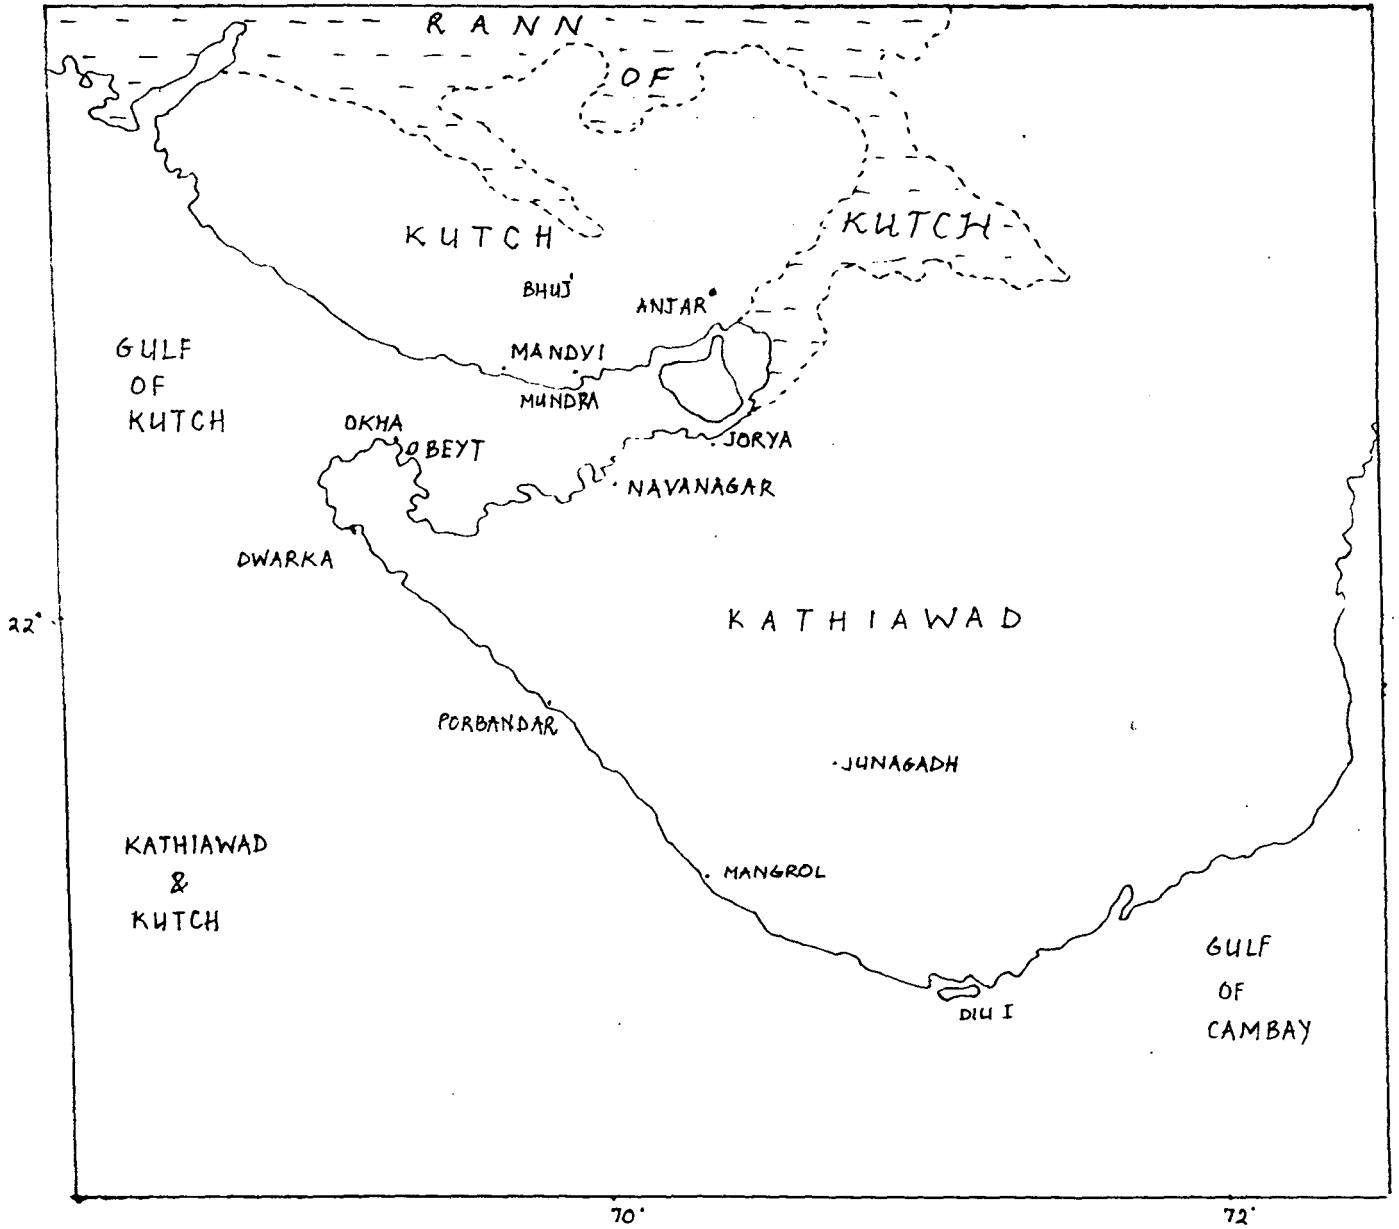 RANN
OF
KUTCH
KUTCH
BHUJ
ANJAR
GULF
OF
KUTCH
MANDVI
MUNDRA
OKHA
BEYT
JORYA
NAVANAGAR
DWARKA
22°
KATHIAWAD
PORBANDAR
JUNAGADH
KATHIAWAD
&
KUTCH
MANGROL
GULF
OF
CAMBAY
DIU I
70°
72°